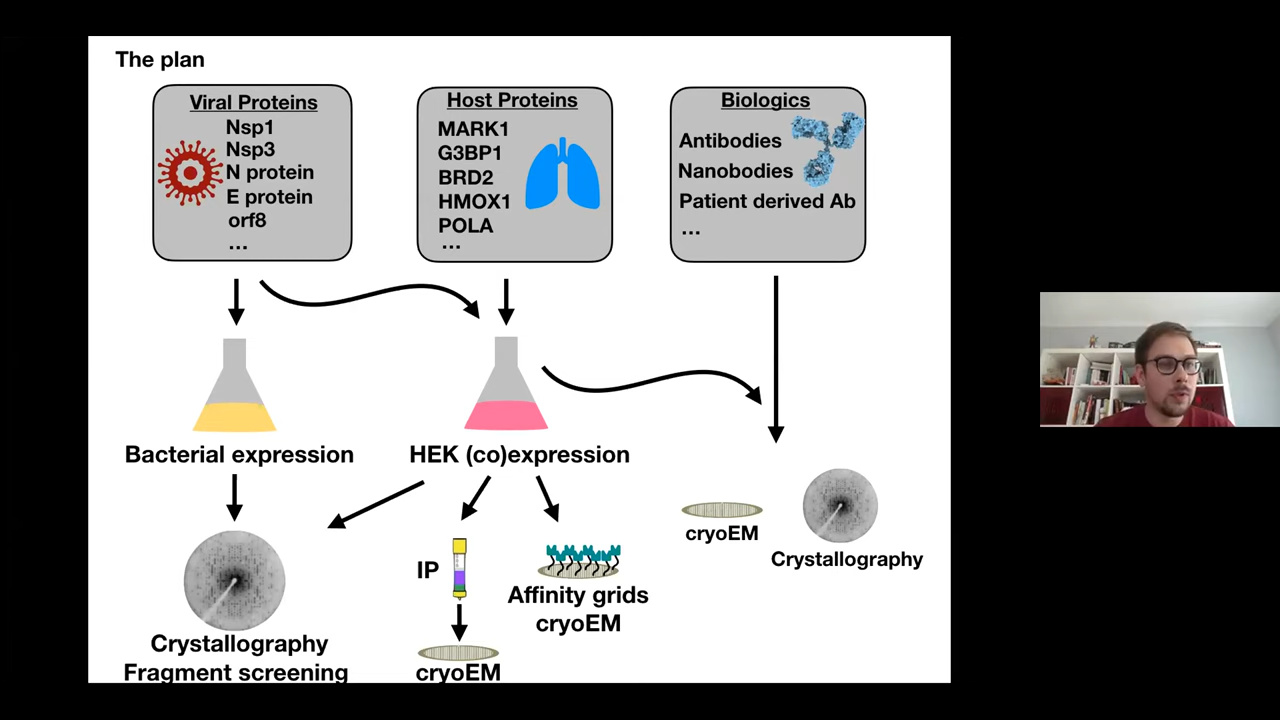 The plan
Viral Proteins
Nsp1
Nsp3
N protein
E protein
orf8
...
Host Proteins
MARK1
G3BP1
BRD2
HMOX1
POLA
...
Biologics
Antibodies
Nanobodies
Patient derived Ab
...
Bacterial expression
HEK (co)expression
cryoEM
Crystallography
IP
Affinity grids
cryoEM
Crystallography
Fragment screening
cryoEM